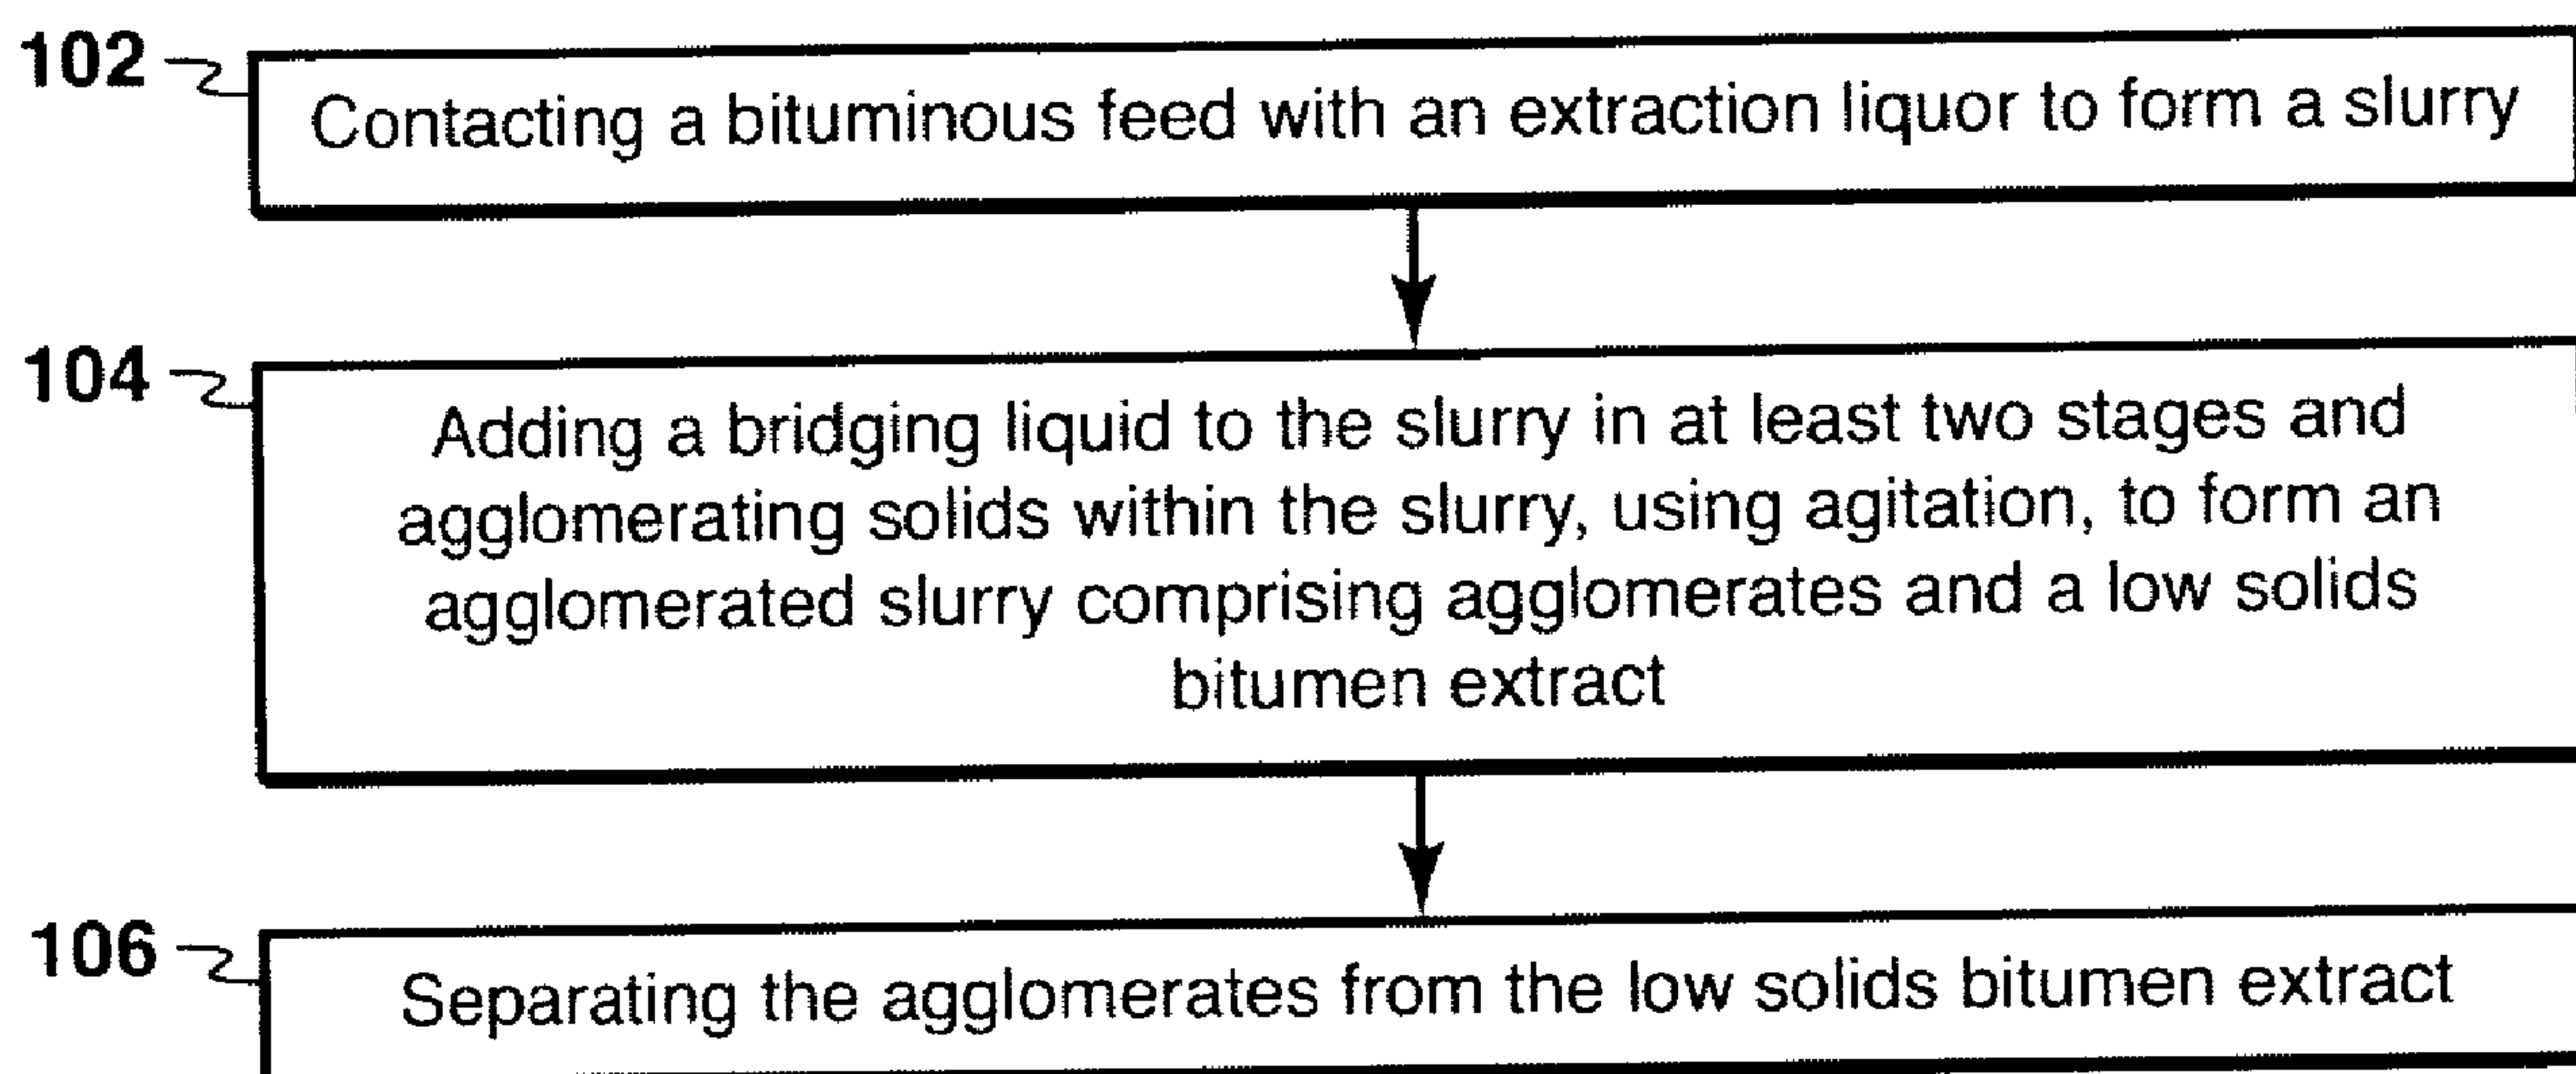 102
Contacting a bituminous feed with an extraction liquor to form a slurry
104
Adding a bridging liquid to the slurry in at least two stages and
agglomerating solids within the slurry, using agitation, to form an
agglomerated slurry comprising agglomerates and a low solids
bitumen extract
106
Separating the agglomerates from the low solids bitumen extract